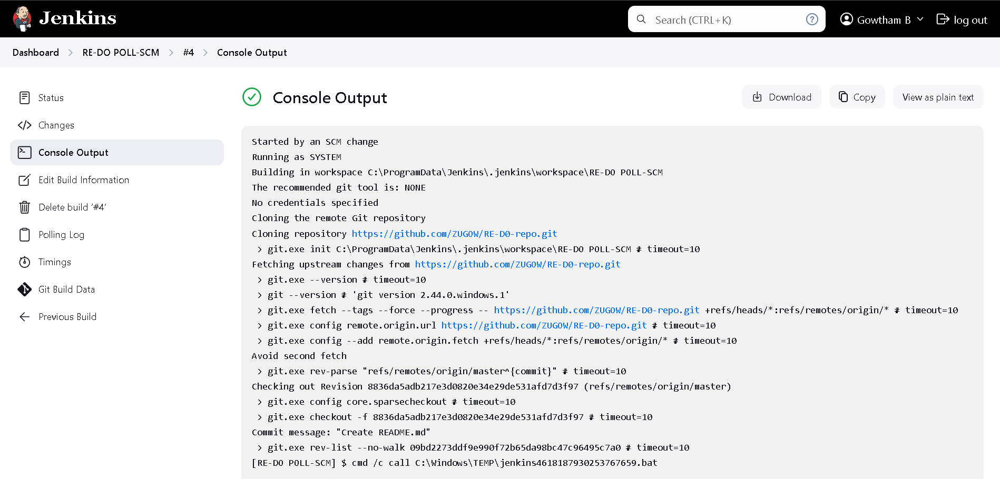 Jenkins
Search (CTRL+K)
?
Gowtham B
log out
Dashboard > RE-DO POLL-SCM > #4 > Console Output
Status
Changes
Console Output
Edit Build Information
Delete build ‘#4’
Polling Log
Timings
Git Build Data
Previous Build
Console Output
Download
Copy
View as plain text
Started by an SCM change
Running as SYSTEM
Building in workspace C:\ProgramData\Jenkins\.jenkins\workspace\RE-DO POLL-SCM
The recommended git tool is: NONE
No credentials specified
Cloning the remote Git repository
Cloning repository https://github.com/ZUGOW/RE-D0-repo.git
> git.exe init C:\ProgramData\Jenkins\.jenkins\workspace\RE-DO POLL-SCM # timeout=10
Fetching upstream changes from https://github.com/ZUGOW/RE-D0-repo.git
> git.exe --version # timeout=10
> git --version # 'git version 2.44.0.windows.1'
> git.exe fetch --tags --force --progress -- https://github.com/ZUGOW/RE-D0-repo.git +refs/heads/*:refs/remotes/origin/* # timeout=10
> git.exe config remote.origin.url https://github.com/ZUGOW/RE-D0-repo.git # timeout=10
> git.exe config --add remote.origin.fetch +refs/heads/*:refs/remotes/origin/* # timeout=10
Avoid second fetch
> git.exe rev-parse "refs/remotes/origin/master^{commit}" # timeout=10
Checking out Revision 8836da5adb217e3d0820e34e29de531afd7d3f97 (refs/remotes/origin/master)
> git.exe config core.sparsecheckout # timeout=10
> git.exe checkout -f 8836da5adb217e3d0820e34e29de531afd7d3f97 # timeout=10
Commit message: "Create README.md"
> git.exe rev-list --no-walk 09bd2273ddf9e990f72b65da98bc47c96495c7a0 # timeout=10
[RE-DO POLL-SCM] $ cmd /c call C:\Windows\TEMP\jenkins4618187930253767659.bat